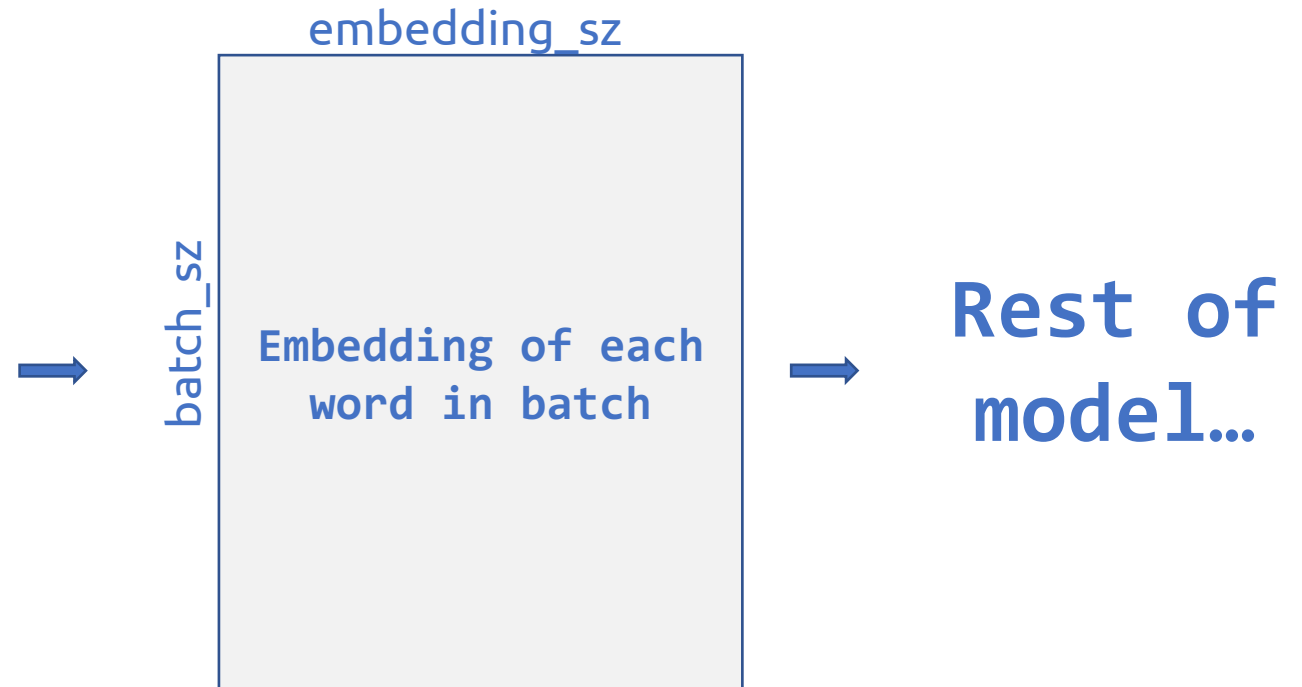 embedding_sz
batch_sz
Embedding of each
word in batch
Rest of
model…